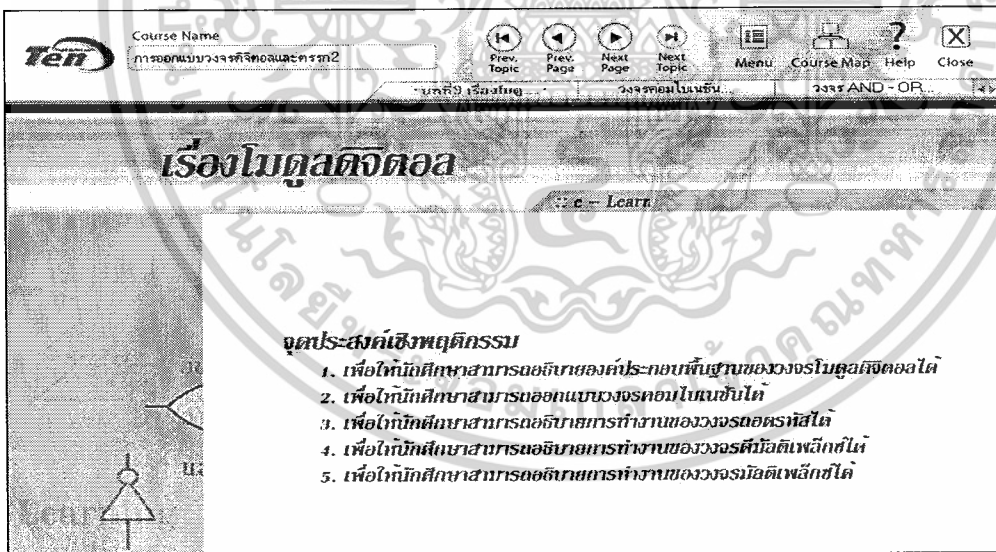 Ten
Course Name
การออกแบบวงจรดิจิตอลและตรรก2
Prev. Topic
Prev. Page
Next Page
Next Topic
Menu
Course Map
Help
Close
วงจรคอมไบเนชั่น...
วงจร AND - OR...
เรื่องโมดูลดิจิตอล
:: e - Learn
จุดประสงค์เชิงพฤติกรรม
1. เพื่อให้นักศึกษาสามารถอธิบายองค์ประกอบพื้นฐานของวงจรโมดูลดิจิตอลได้
2. เพื่อให้นักศึกษาสามารถออกแบบวงจรคอมไบเนชั่นได้
3. เพื่อให้นักศึกษาสามารถอธิบายการทำงานของวงจรถอดรหัสได้
4. เพื่อให้นักศึกษาสามารถอธิบายการทำงานของวงจรดีมัลติเพล็กซ์ได้
5. เพื่อให้นักศึกษาสามารถอธิบายการทำงานของวงจรมัลติเพล็กซ์ได้